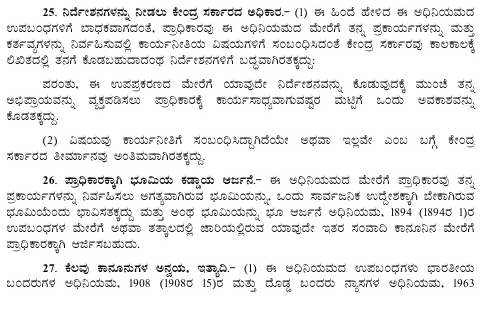 25. ನಿರ್ದೇಶನಗಳನ್ನು ನೀಡಲು ಕೇಂದ್ರ ಸರ್ಕಾರದ ಅಧಿಕಾರ.– (1) ಈ ಹಿಂದೆ ಹೇಳಿದ ಈ ಅಧಿನಿಯಮದ
ಉಪಬಂಧಗಳಿಗೆ ಬಾಧಕವಾಗದಂತೆ, ಪ್ರಾಧಿಕಾರವು ಈ ಅಧಿನಿಯಮದ ಮೇರೆಗೆ ತನ್ನ ಪ್ರಕಾರ್ಯಗಳನ್ನು ಮತ್ತು
ಕರ್ತವ್ಯಗಳನ್ನು ನಿರ್ವಹಿಸುವಲ್ಲಿ ಕಾರ್ಯನೀತಿಯ ವಿಷಯಗಳಿಗೆ ಸಂಬಂಧಿಸಿದಂತೆ ಕೇಂದ್ರ ಸರ್ಕಾರವು ಕಾಲಕಾಲಕ್ಕೆ
ಲಿಖಿತದಲ್ಲಿ ತನಗೆ ಕೊಡಬಹುದಾದಂಥ ನಿರ್ದೇಶನಗಳಿಗೆ ಬದ್ಧವಾಗಿರತಕ್ಕದ್ದು:
ಪರಂತು, ಈ ಉಪಪ್ರಕರಣದ ಮೇರೆಗೆ ಯಾವುದೇ ನಿರ್ದೇಶನವನ್ನು ಕೊಡುವುದಕ್ಕೆ ಮುಂಚೆ ತನ್ನ
ಅಭಿಪ್ರಾಯವನ್ನು ವ್ಯಕ್ತಪಡಿಸಲು ಪ್ರಾಧಿಕಾರಕ್ಕೆ ಕಾರ್ಯಸಾಧ್ಯವಾಗುವಷ್ಟರ ಮಟ್ಟಿಗೆ ಒಂದು ಅವಕಾಶವನ್ನು
ಕೊಡತಕ್ಕದ್ದು.
(2) ವಿಷಯವು ಕಾರ್ಯನೀತಿಗೆ ಸಂಬಂಧಿಸಿದ್ದಾಗಿದೆಯೇ ಅಥವಾ ಇಲ್ಲವೇ ಎಂಬ ಬಗ್ಗೆ ಕೇಂದ್ರ
ಸರ್ಕಾರದ ತೀರ್ಮಾನವು ಅಂತಿಮವಾಗಿರತಕ್ಕದ್ದು.
26. ಪ್ರಾಧಿಕಾರಕ್ಕಾಗಿ ಭೂಮಿಯ ಕಡ್ಡಾಯ ಆರ್ಜನೆ.– ಈ ಅಧಿನಿಯಮದ ಮೇರೆಗೆ ಪ್ರಾಧಿಕಾರವು ತನ್ನ
ಪ್ರಕಾರ್ಯಗಳನ್ನು ನಿರ್ವಹಿಸಲು ಅಗತ್ಯವಾಗಿರುವ ಭೂಮಿಯನ್ನು, ಒಂದು ಸಾರ್ವಜನಿಕ ಉದ್ದೇಶಕ್ಕಾಗಿ ಬೇಕಾಗಿರುವ
ಭೂಮಿಯೆಂದು ಭಾವಿಸತಕ್ಕದ್ದು ಮತ್ತು ಅಂಥ ಭೂಮಿಯನ್ನು ಭೂ ಆರ್ಜನೆ ಅಧಿನಿಯಮ, 1894 (1894ರ 1)ರ
ಉಪಬಂಧಗಳ ಮೇರೆಗೆ ಅಥವಾ ತತ್ಕಾಲದಲ್ಲಿ ಜಾರಿಯಲ್ಲಿರುವ ಯಾವುದೇ ಇತರ ಸಂವಾದಿ ಕಾನೂನಿನ ಮೇರೆಗೆ
ಪ್ರಾಧಿಕಾರಕ್ಕಾಗಿ ಆರ್ಜಿಸಬಹುದು.
27. ಕೆಲವು ಕಾನೂನುಗಳ ಅನ್ವಯ, ಇತ್ಯಾದಿ.– (1) ಈ ಅಧಿನಿಯಮದ ಉಪಬಂಧಗಳು ಭಾರತೀಯ
ಬಂದರುಗಳ ಅಧಿನಿಯಮ, 1908 (1908ರ 15)ರ ಮತ್ತು ದೊಡ್ಡ ಬಂದರು ನ್ಯಾಸಗಳ ಅಧಿನಿಯಮ, 1963